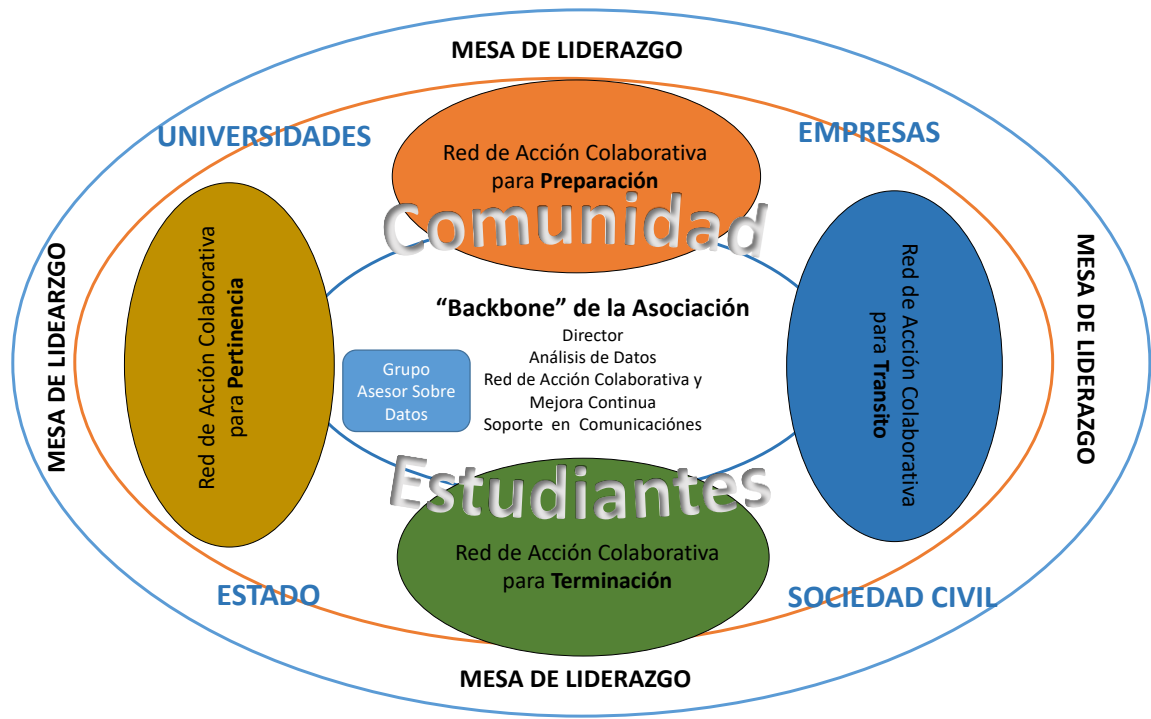 MESA DE LIDERAZGO
UNIVERSIDADES
EMPRESAS
Red de Acción Colaborativa
para Preparación
Comunidad
MESA DE LIDEARZGO
Red de Acción Colaborativa
para Pertinencia
“Backbone” de la Asociación
Director
Análisis de Datos
Red de Acción Colaborativa y
Mejora Continua
Soporte en Comunicaciónes
Grupo
Asesor Sobre
Datos
Red de Acción Colaborativa
para Transito
MESA DE LIDERAZGO
Estudiantes
Red de Acción Colaborativa
para Terminación
ESTADO
SOCIEDAD CIVIL
MESA DE LIDERAZGO